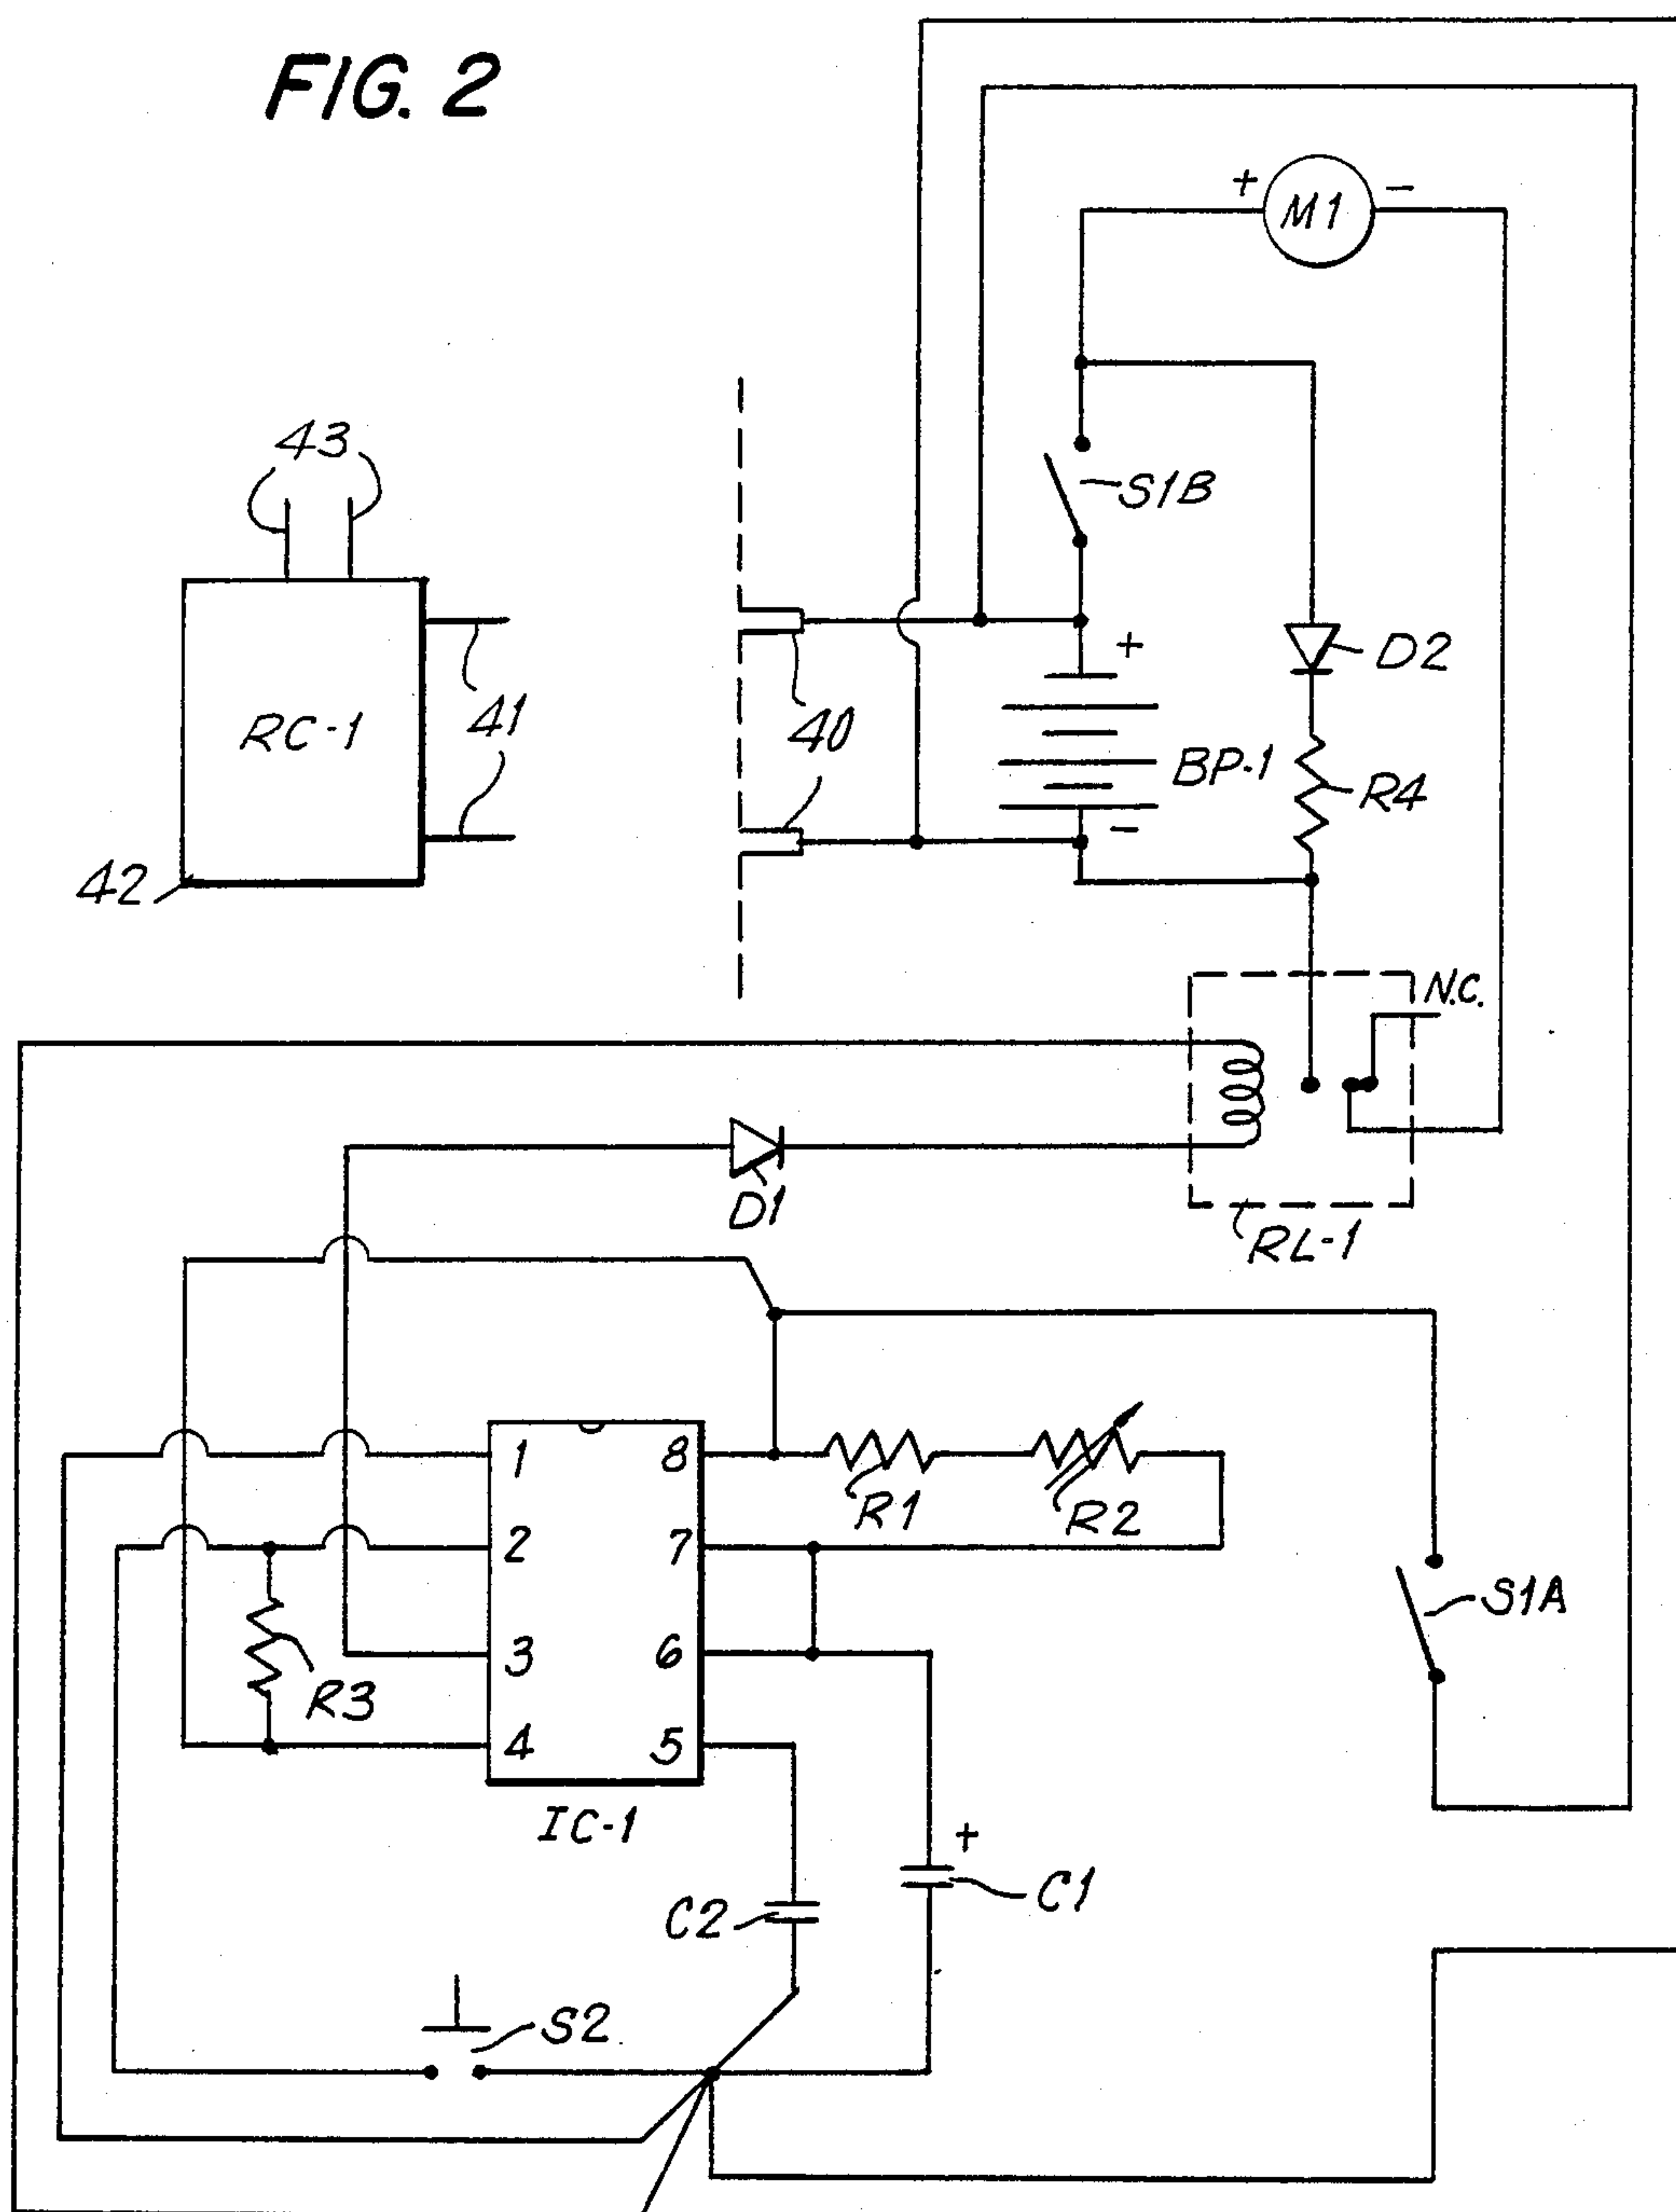 FIG. 2
+ M1 −
43
S1B
+
D2
RC-1
41
40
BP-1
R4
−
42
N.C.
D1
RL-1
1 8
R1 R2
2 7
S1A
3 6
R3
4 5
IC-1
+
C2 C1
S2